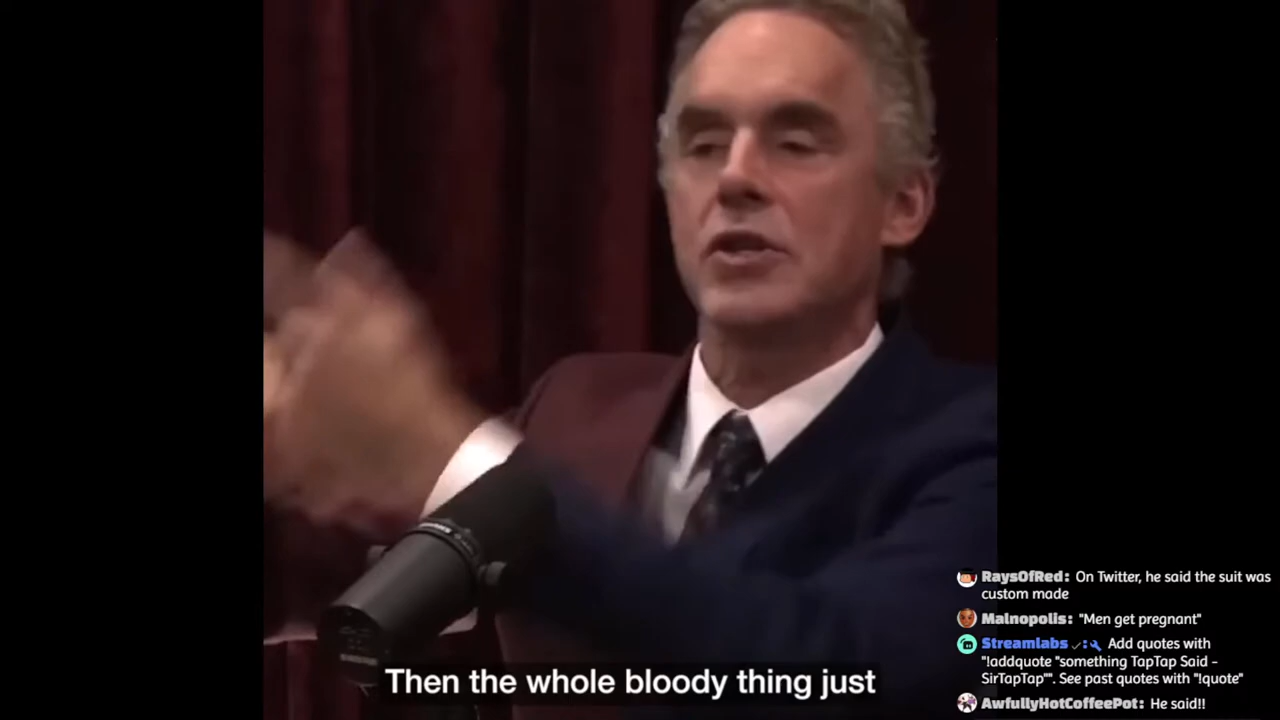 RaysOfRed: On Twitter, he said the suit was
custom made
Malnopolis: "Men get pregnant"
Streamlabs: Add quotes with
"!addquote "something TapTap Said -
SirTapTap"". See past quotes with "!quote"
AwfullyHotCoffeePot: He said!!
Then the whole bloody thing just